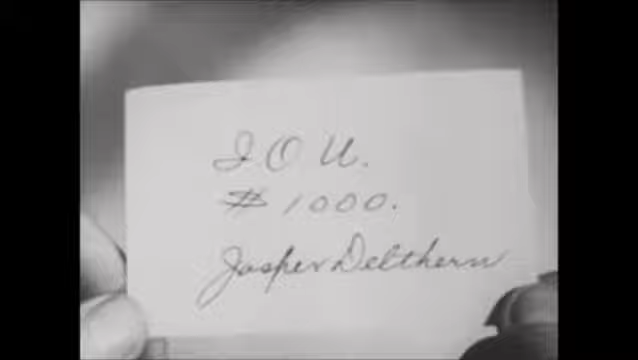 I O U.
$ 1000.
Jasper Delthern